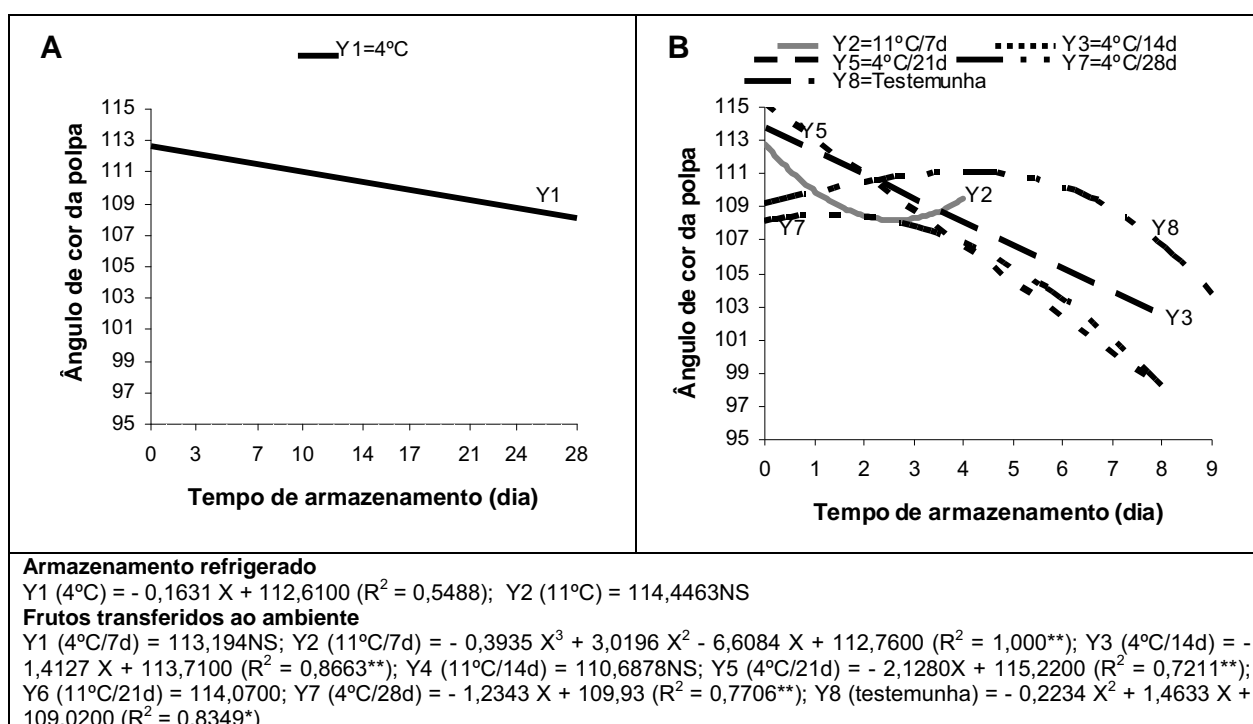 A
Y1=4ºC
Ângulo de cor da polpa
115
113
111
109
107
105
103
101
99
97
95
Y1
0 3 7 10 14 17 21 24 28
Tempo de armazenamento (dia)
B
Y2=11ºC/7d Y3=4ºC/14d
Y5=4ºC/21d Y7=4ºC/28d
Y8=Testemunha
Ângulo de cor da polpa
115
113
111
109
107
105
103
101
99
97
95
Y5
Y2
Y7
Y8
Y3
0 1 2 3 4 5 6 7 8 9
Tempo de armazenamento (dia)
Armazenamento refrigerado
Y1 (4ºC) = - 0,1631 X + 112,6100 (R² = 0,5488); Y2 (11ºC) = 114,4463NS
Frutos transferidos ao ambiente
Y1 (4ºC/7d) = 113,194NS; Y2 (11ºC/7d) = - 0,3935 X³ + 3,0196 X² - 6,6084 X + 112,7600 (R² = 1,000**); Y3 (4ºC/14d) = -
1,4127 X + 113,7100 (R² = 0,8663**); Y4 (11ºC/14d) = 110,6878NS; Y5 (4ºC/21d) = - 2,1280X + 115,2200 (R² = 0,7211**);
Y6 (11ºC/21d) = 114,0700; Y7 (4ºC/28d) = - 1,2343 X + 109,93 (R² = 0,7706**); Y8 (testemunha) = - 0,2234 X² + 1,4633 X +
109,0200 (R² = 0,8349*)